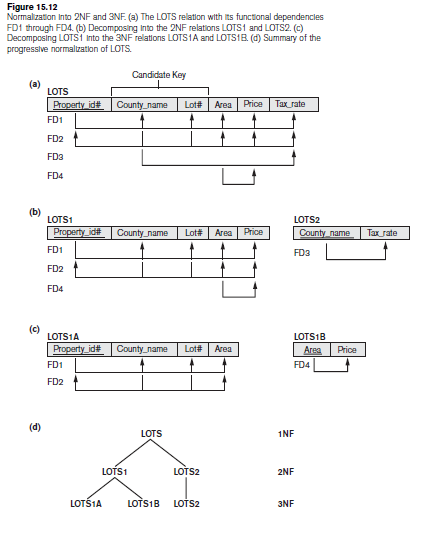 Figure 15.12
Normalization into 2NF and 3NF. (a) The LOTS relation with its functional dependencies
FD1 through FD4. (b) Decomposing into the 2NF relations LOTS1 and LOTS2. (c)
Decomposing LOTS1 into the 3NF relations LOTS1A and LOTS1B. (d) Summary of the
progressive normalization of LOTS.
Candidate Key
(a)
LOTS
Property_id# County_name Lot# Area Price Tax_rate
FD1
FD2
FD3
FD4
(b)
LOTS1
Property_id# County_name Lot# Area Price
FD1
FD2
FD4
LOTS2
County_name Tax_rate
FD3
(c)
LOTS1A
Property_id# County_name Lot# Area
FD1
FD2
LOTS1B
Area Price
FD4
(d)
LOTS 1NF
LOTS1 LOTS2 2NF
LOTS1A LOTS1B LOTS2 3NF